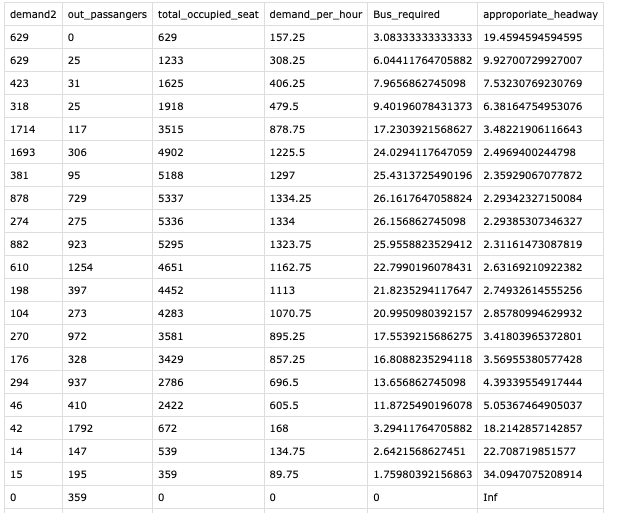 demand2 out_passangers total_occupied_seat demand_per_hour Bus_required approporiate_headway
629 0 629 157.25 3.08333333333333 19.4594594594595
629 25 1233 308.25 6.04411764705882 9.92700729927007
423 31 1625 406.25 7.9656862745098 7.53230769230769
318 25 1918 479.5 9.40196078431373 6.38164754953076
1714 117 3515 878.75 17.2303921568627 3.48221906116643
1693 306 4902 1225.5 24.0294117647059 2.4969400244798
381 95 5188 1297 25.4313725490196 2.35929067077872
878 729 5337 1334.25 26.1617647058824 2.29342327150084
274 275 5336 1334 26.156862745098 2.29385307346327
882 923 5295 1323.75 25.9558823529412 2.31161473087819
610 1254 4651 1162.75 22.7990196078431 2.63169210922382
198 397 4452 1113 21.8235294117647 2.74932614555256
104 273 4283 1070.75 20.9950980392157 2.85780994629932
270 972 3581 895.25 17.5539215686275 3.41803965372801
176 328 3429 857.25 16.8088235294118 3.56955380577428
294 937 2786 696.5 13.656862745098 4.39339554917444
46 410 2422 605.5 11.8725490196078 5.05367464905037
42 1792 672 168 3.29411764705882 18.2142857142857
14 147 539 134.75 2.6421568627451 22.708719851577
15 195 359 89.75 1.75980392156863 34.0947075208914
0 359 0 0 0 Inf